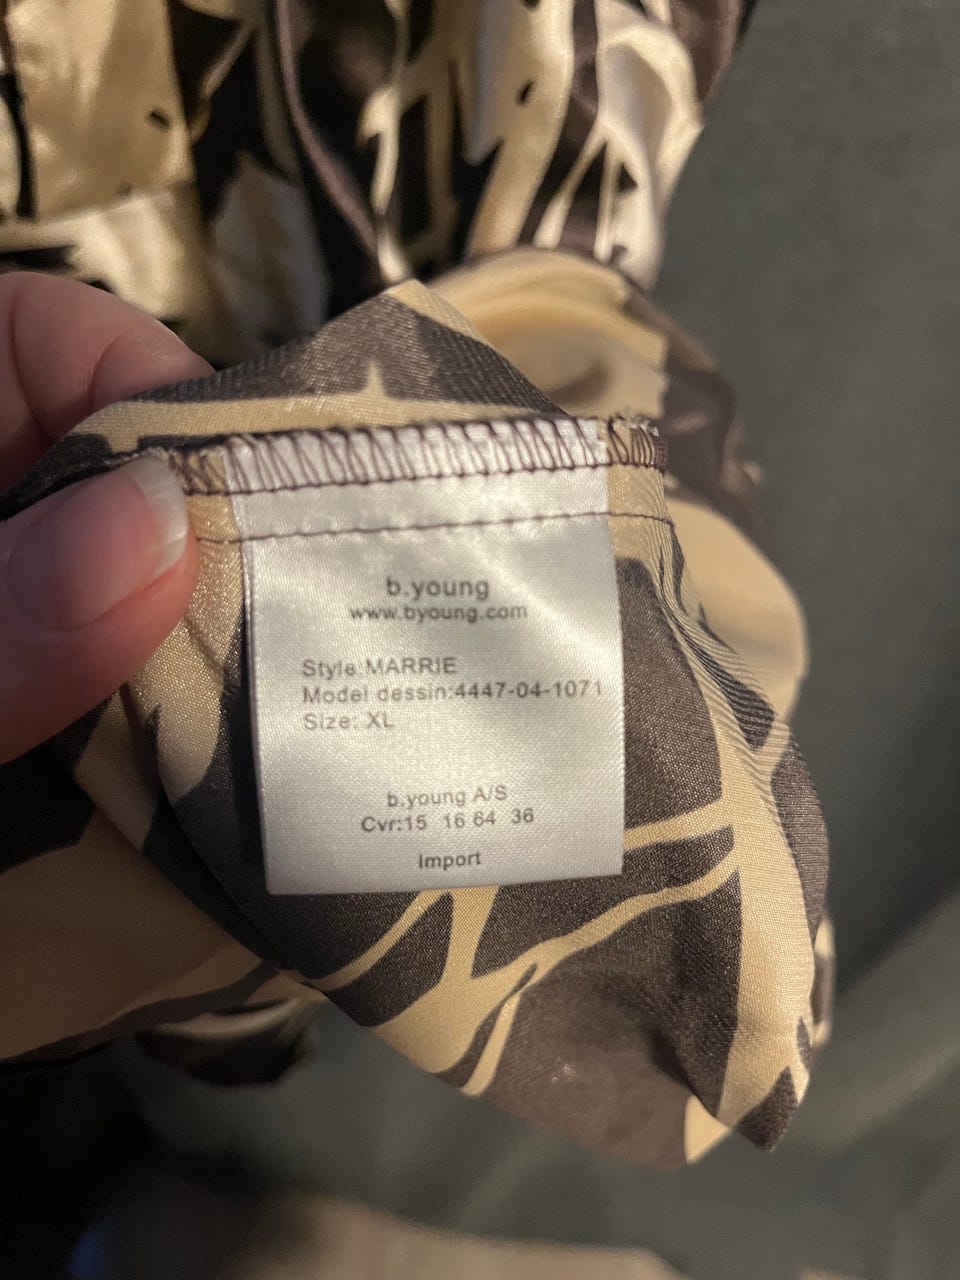 b.young
www.byoung.com
Style:MARRIE
Model dessin:4447-04-1071
Size: XL
b.young A/S
Cvr:15 16 64 36
Import